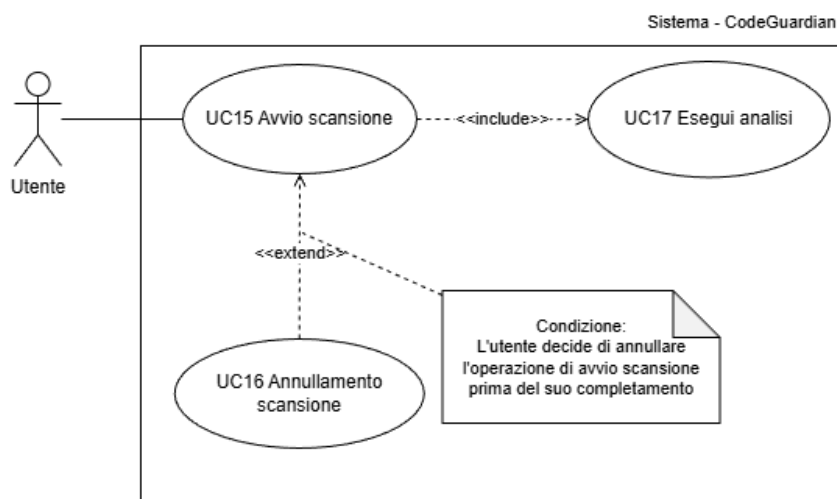 Sistema - CodeGuardian
UC15 Avvio scansione
<<include>>
UC17 Esegui analisi
Utente
<<extend>>
Condizione:
L'utente decide di annullare
l'operazione di avvio scansione
prima del suo completamento
UC16 Annullamento
scansione